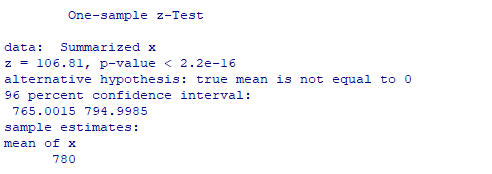 One-sample z-Test
data:  Summarized x
z = 106.81, p-value < 2.2e-16
alternative hypothesis: true mean is not equal to 0
96 percent confidence interval:
765.0015 794.9985
sample estimates:
mean of x
780